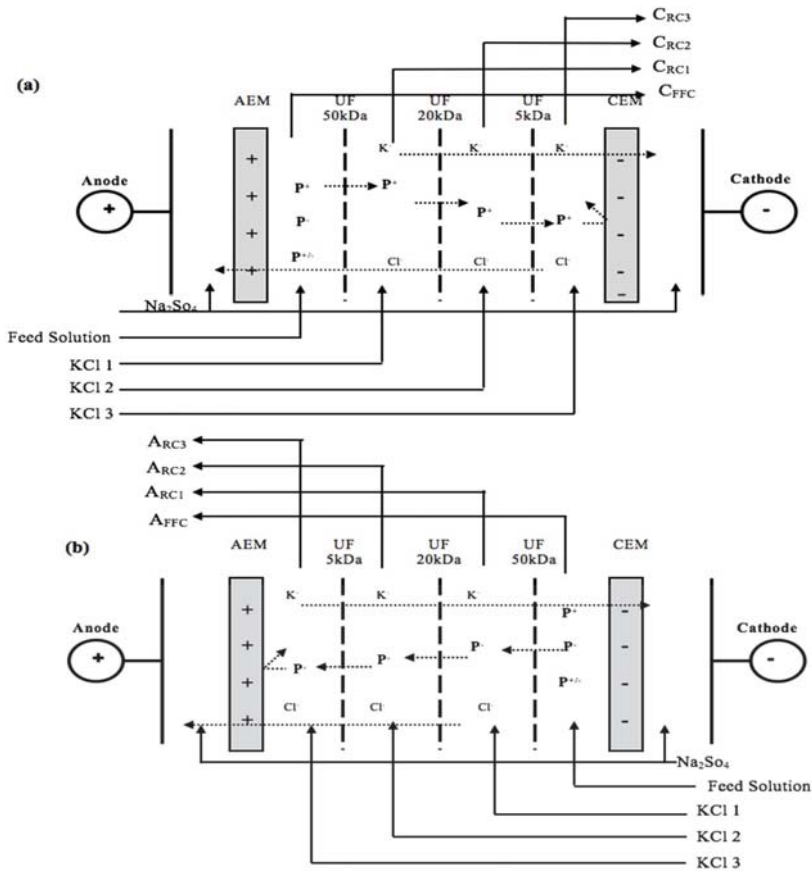 C_RC3
C_RC2
(a)
C_RC1
C_FFC
AEM UF UF UF CEM
50kDa 20kDa 5kDa
K⁻ K⁻ K⁻
+ -
Anode + P⁺ P⁺ - Cathode
+ P⁺ P⁺ -
+ P⁻ - -
+ P⁺/⁻ -
+ Cl⁻ Cl⁻ Cl⁻ -
-
Na₂So₄
Feed Solution
KCl 1
KCl 2
KCl 3
A_RC3
A_RC2
A_RC1
A_FFC
(b)
AEM UF UF UF CEM
5kDa 20kDa 50kDa
K⁻ K⁻ K⁻
+ P⁺ -
Anode + P⁻ P⁻ - Cathode
+ P⁻ P⁻ -
+ P⁺/⁻ - -
+ Cl⁻ Cl⁻ Cl⁻ -
Na₂So₄
Feed Solution
KCl 1
KCl 2
KCl 3